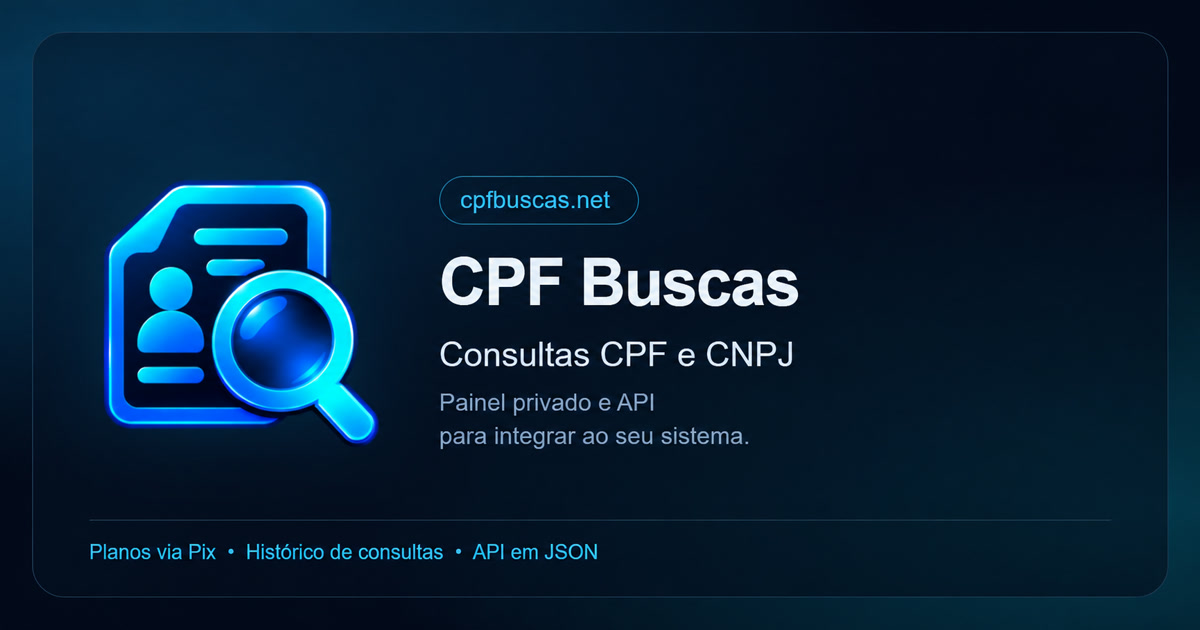 cpfbuscas.net
CPF Buscas
Consultas CPF e CNPJ
Painel privado e API
para integrar ao seu sistema.
Planos via Pix • Histórico de consultas • API em JSON